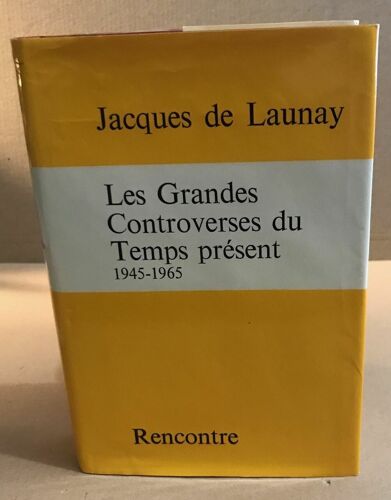 Jacques de Launay
Les Grandes
Controverses du
Temps présent
1945-1965
Rencontre